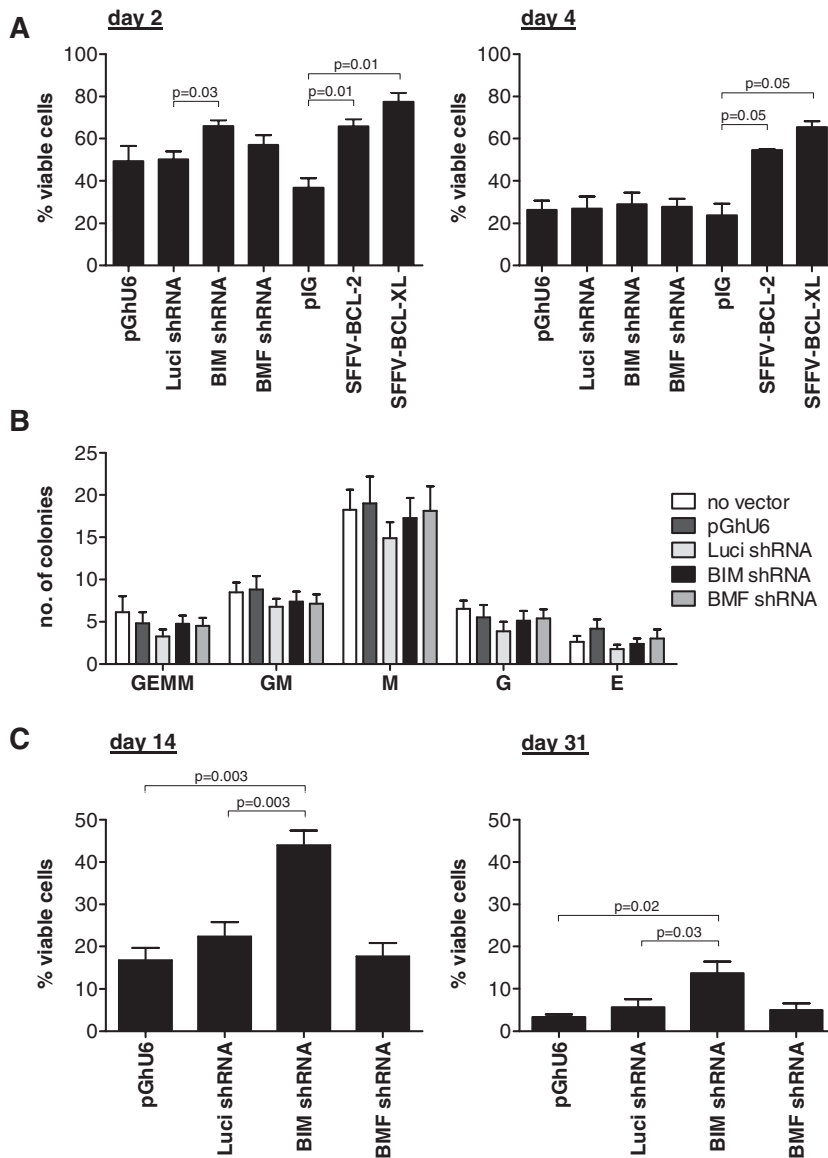 A
day 2
day 4
% viable cells
100
80
60
40
20
0
p=0.03
p=0.01
p=0.01
pGhU6
Luci shRNA
BIM shRNA
BMF shRNA
pIG
SFFV-BCL-2
SFFV-BCL-XL
% viable cells
100
80
60
40
20
0
p=0.05
p=0.05
pGhU6
Luci shRNA
BIM shRNA
BMF shRNA
pIG
SFFV-BCL-2
SFFV-BCL-XL
B
no. of colonies
25
20
15
10
5
0
GEMM
GM
M
G
E
no vector
pGhU6
Luci shRNA
BIM shRNA
BMF shRNA
C
day 14
day 31
% viable cells
50
40
30
20
10
0
p=0.003
p=0.003
pGhU6
Luci shRNA
BIM shRNA
BMF shRNA
% viable cells
50
40
30
20
10
0
p=0.02
p=0.03
pGhU6
Luci shRNA
BIM shRNA
BMF shRNA